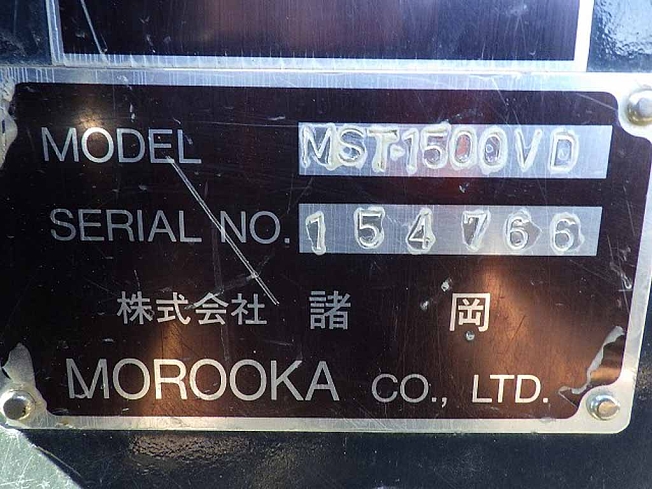 MODEL MST-1500VD
SERIAL NO. 154766
株式会社 諸岡
MOROOKA CO., LTD.